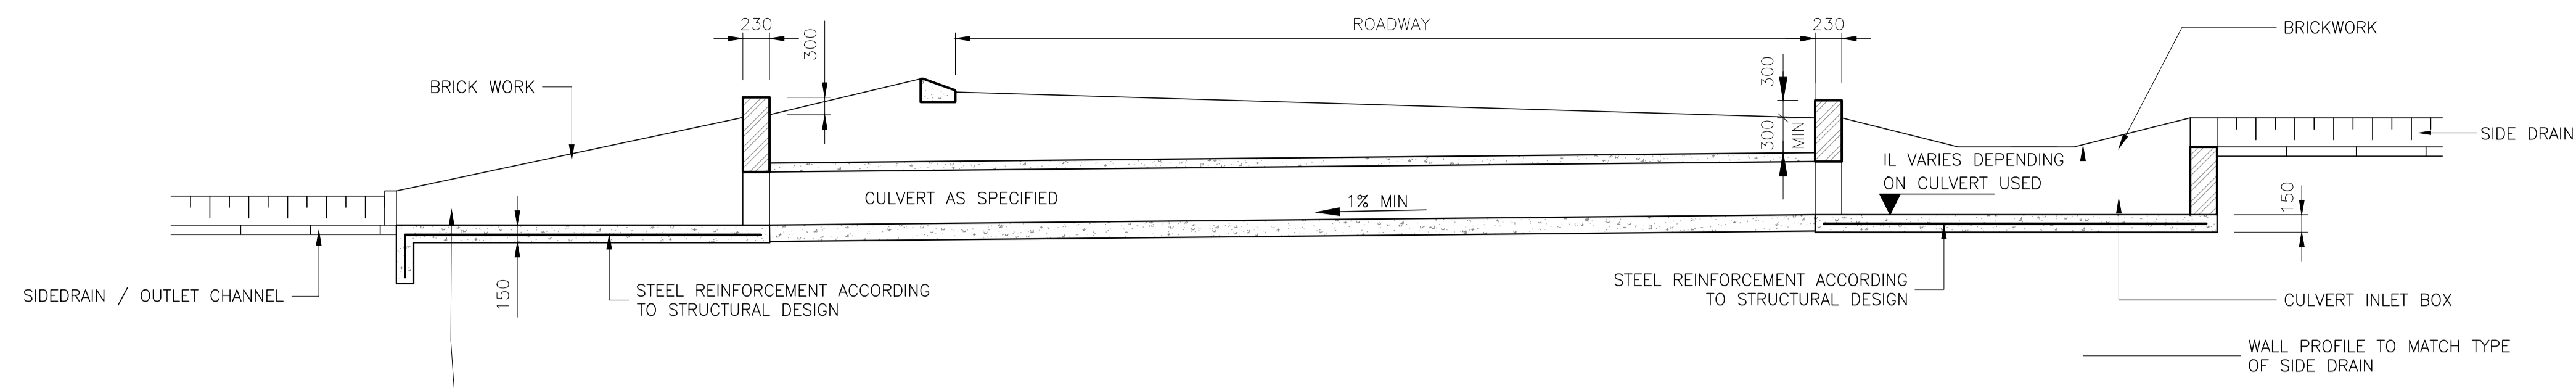 230
300
ROADWAY
230
300
300
MIN
BRICKWORK
BRICK WORK
SIDE DRAIN
IL VARIES DEPENDING
ON CULVERT USED
CULVERT AS SPECIFIED
1% MIN
150
SIDEDRAIN / OUTLET CHANNEL
150
STEEL REINFORCEMENT ACCORDING
TO STRUCTURAL DESIGN
STEEL REINFORCEMENT ACCORDING
TO STRUCTURAL DESIGN
CULVERT INLET BOX
WALL PROFILE TO MATCH TYPE
OF SIDE DRAIN